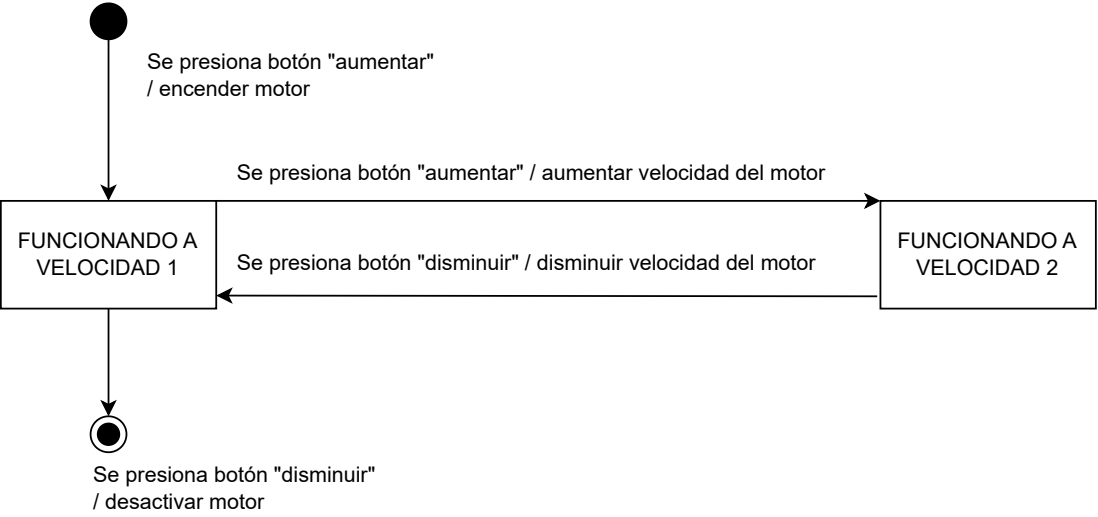 Se presiona botón "aumentar"
/ encender motor
Se presiona botón "aumentar" / aumentar velocidad del motor
FUNCIONANDO A
VELOCIDAD 1
FUNCIONANDO A
VELOCIDAD 2
Se presiona botón "disminuir" / disminuir velocidad del motor
Se presiona botón "disminuir"
/ desactivar motor